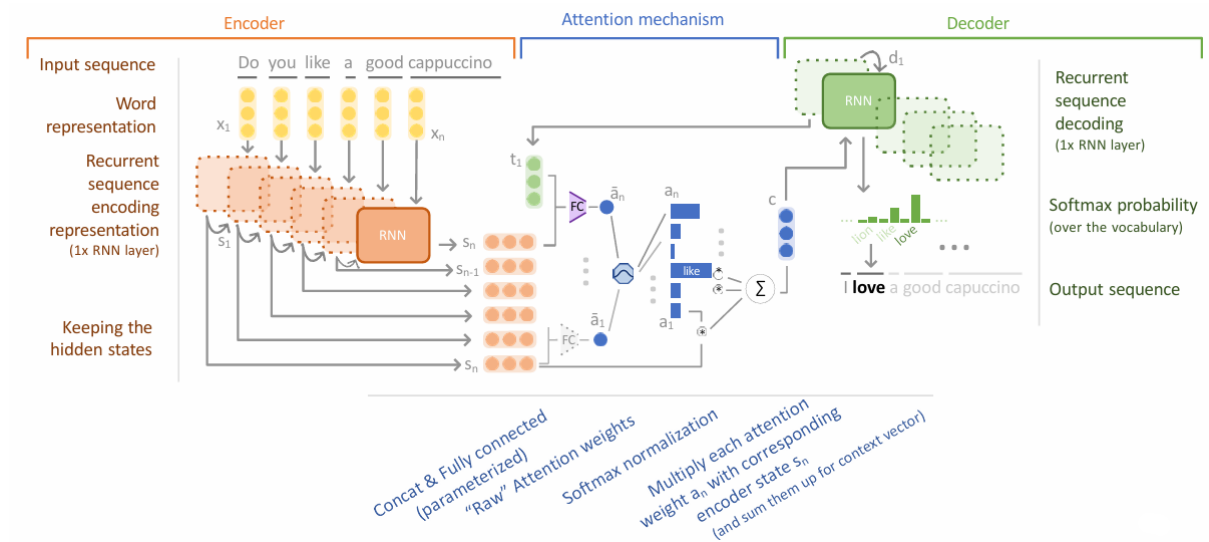 Encoder
Attention mechanism
Decoder
Input sequence
Do you like a good cappuccino
Word
representation
x1
xn
Recurrent
sequence
encoding
representation
(1x RNN layer)
s1
RNN
Keeping the
hidden states
sn
sn-1
sn
t1
FC
FC
ān
ā1
an
like
a1
*
*
*
Σ
c
d1
RNN
lion like love
I love a good capuccino
Recurrent
sequence
decoding
(1x RNN layer)
Softmax probability
(over the vocabulary)
Output sequence
Concat & Fully connected
(parameterized)
“Raw” Attention weights
Softmax normalization
Multiply each attention
weight an with corresponding
encoder state sn
(and sum them up for context vector)